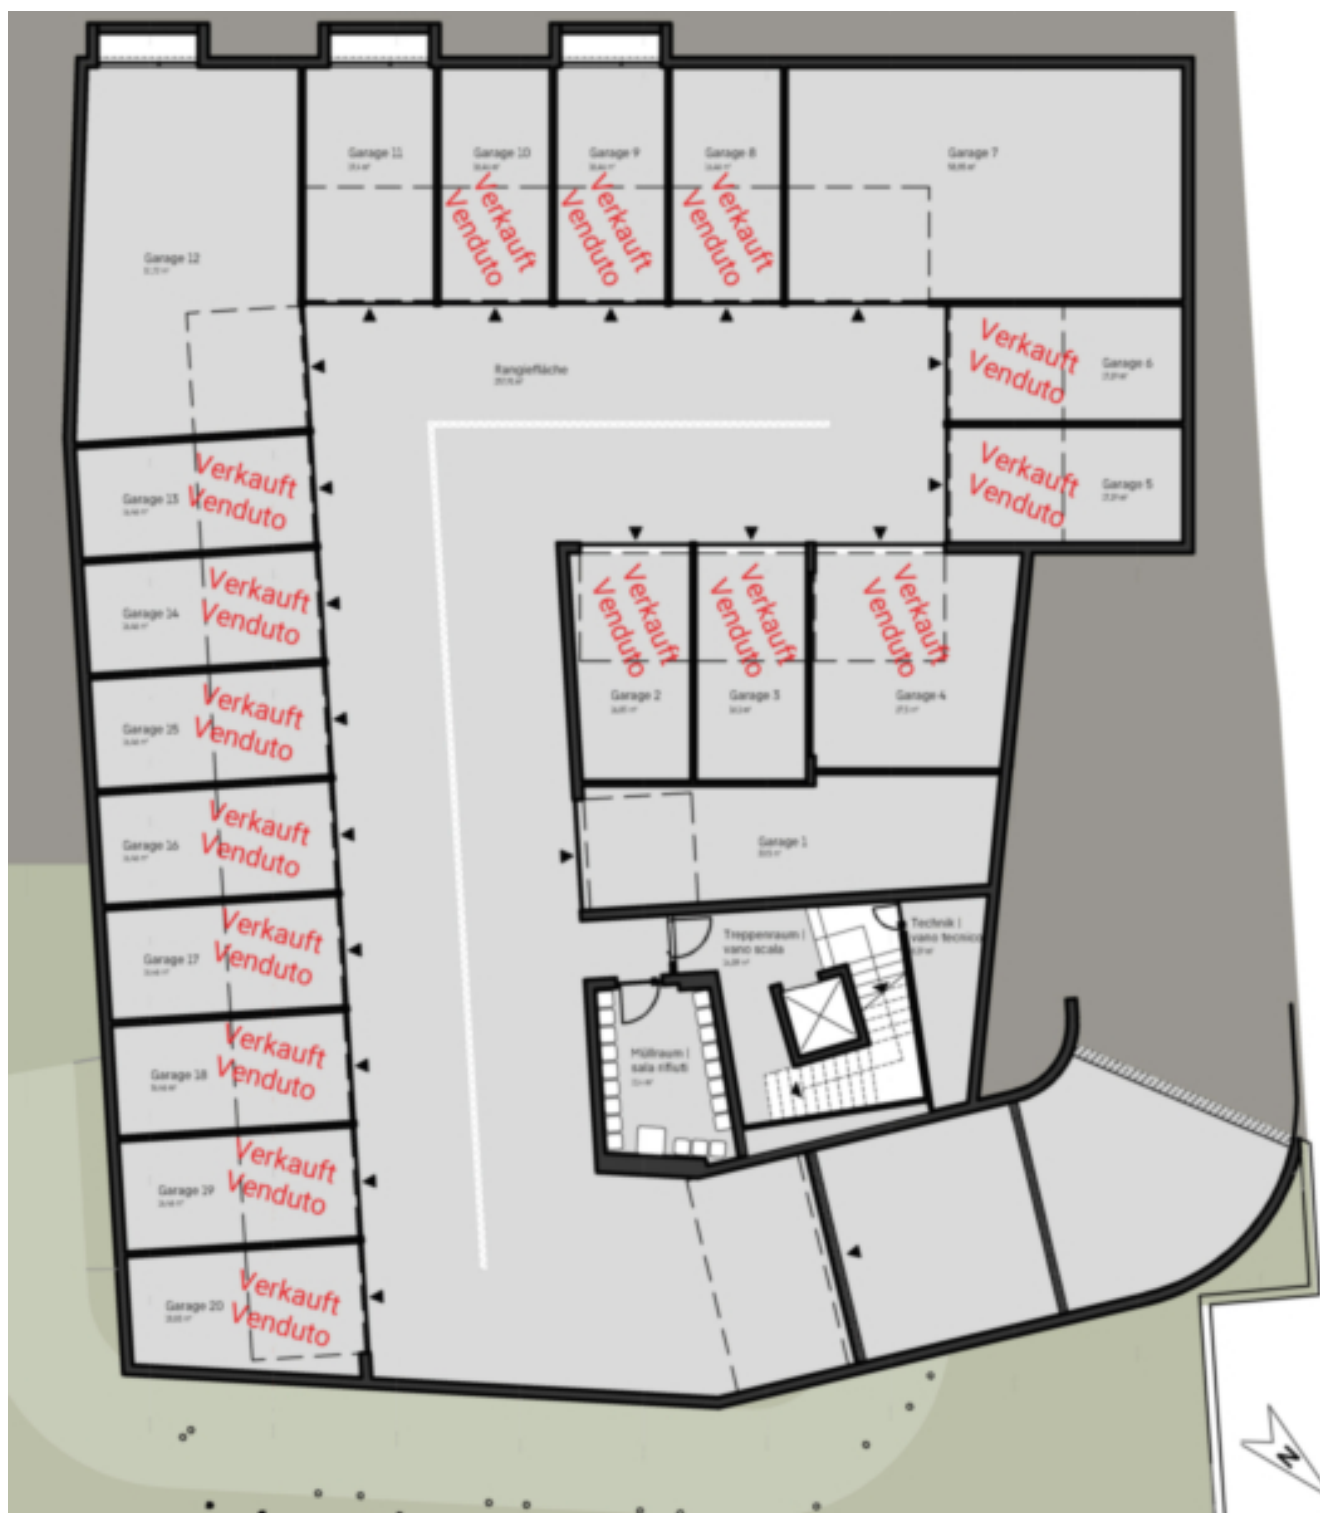 Garage 11
Garage 10
Garage 9
Garage 8
Garage 7
Verkauft
Venduto
Verkauft
Venduto
Verkauft
Venduto
Garage 12
Rangiefläche
Verkauft
Venduto
Garage 6
Verkauft
Venduto
Garage 5
Garage 13
Verkauft
Venduto
Garage 14
Verkauft
Venduto
Verkauft
Venduto
Verkauft
Venduto
Verkauft
Venduto
Garage 2
Garage 3
Garage 4
Garage 15
Verkauft
Venduto
Garage 16
Verkauft
Venduto
Garage 1
Garage 17
Verkauft
Venduto
Treppenraum |
vano scala
Technik |
vano tecnico
Garage 18
Verkauft
Venduto
Müllraum |
sala rifiuti
Garage 19
Verkauft
Venduto
Garage 20
Verkauft
Venduto
N